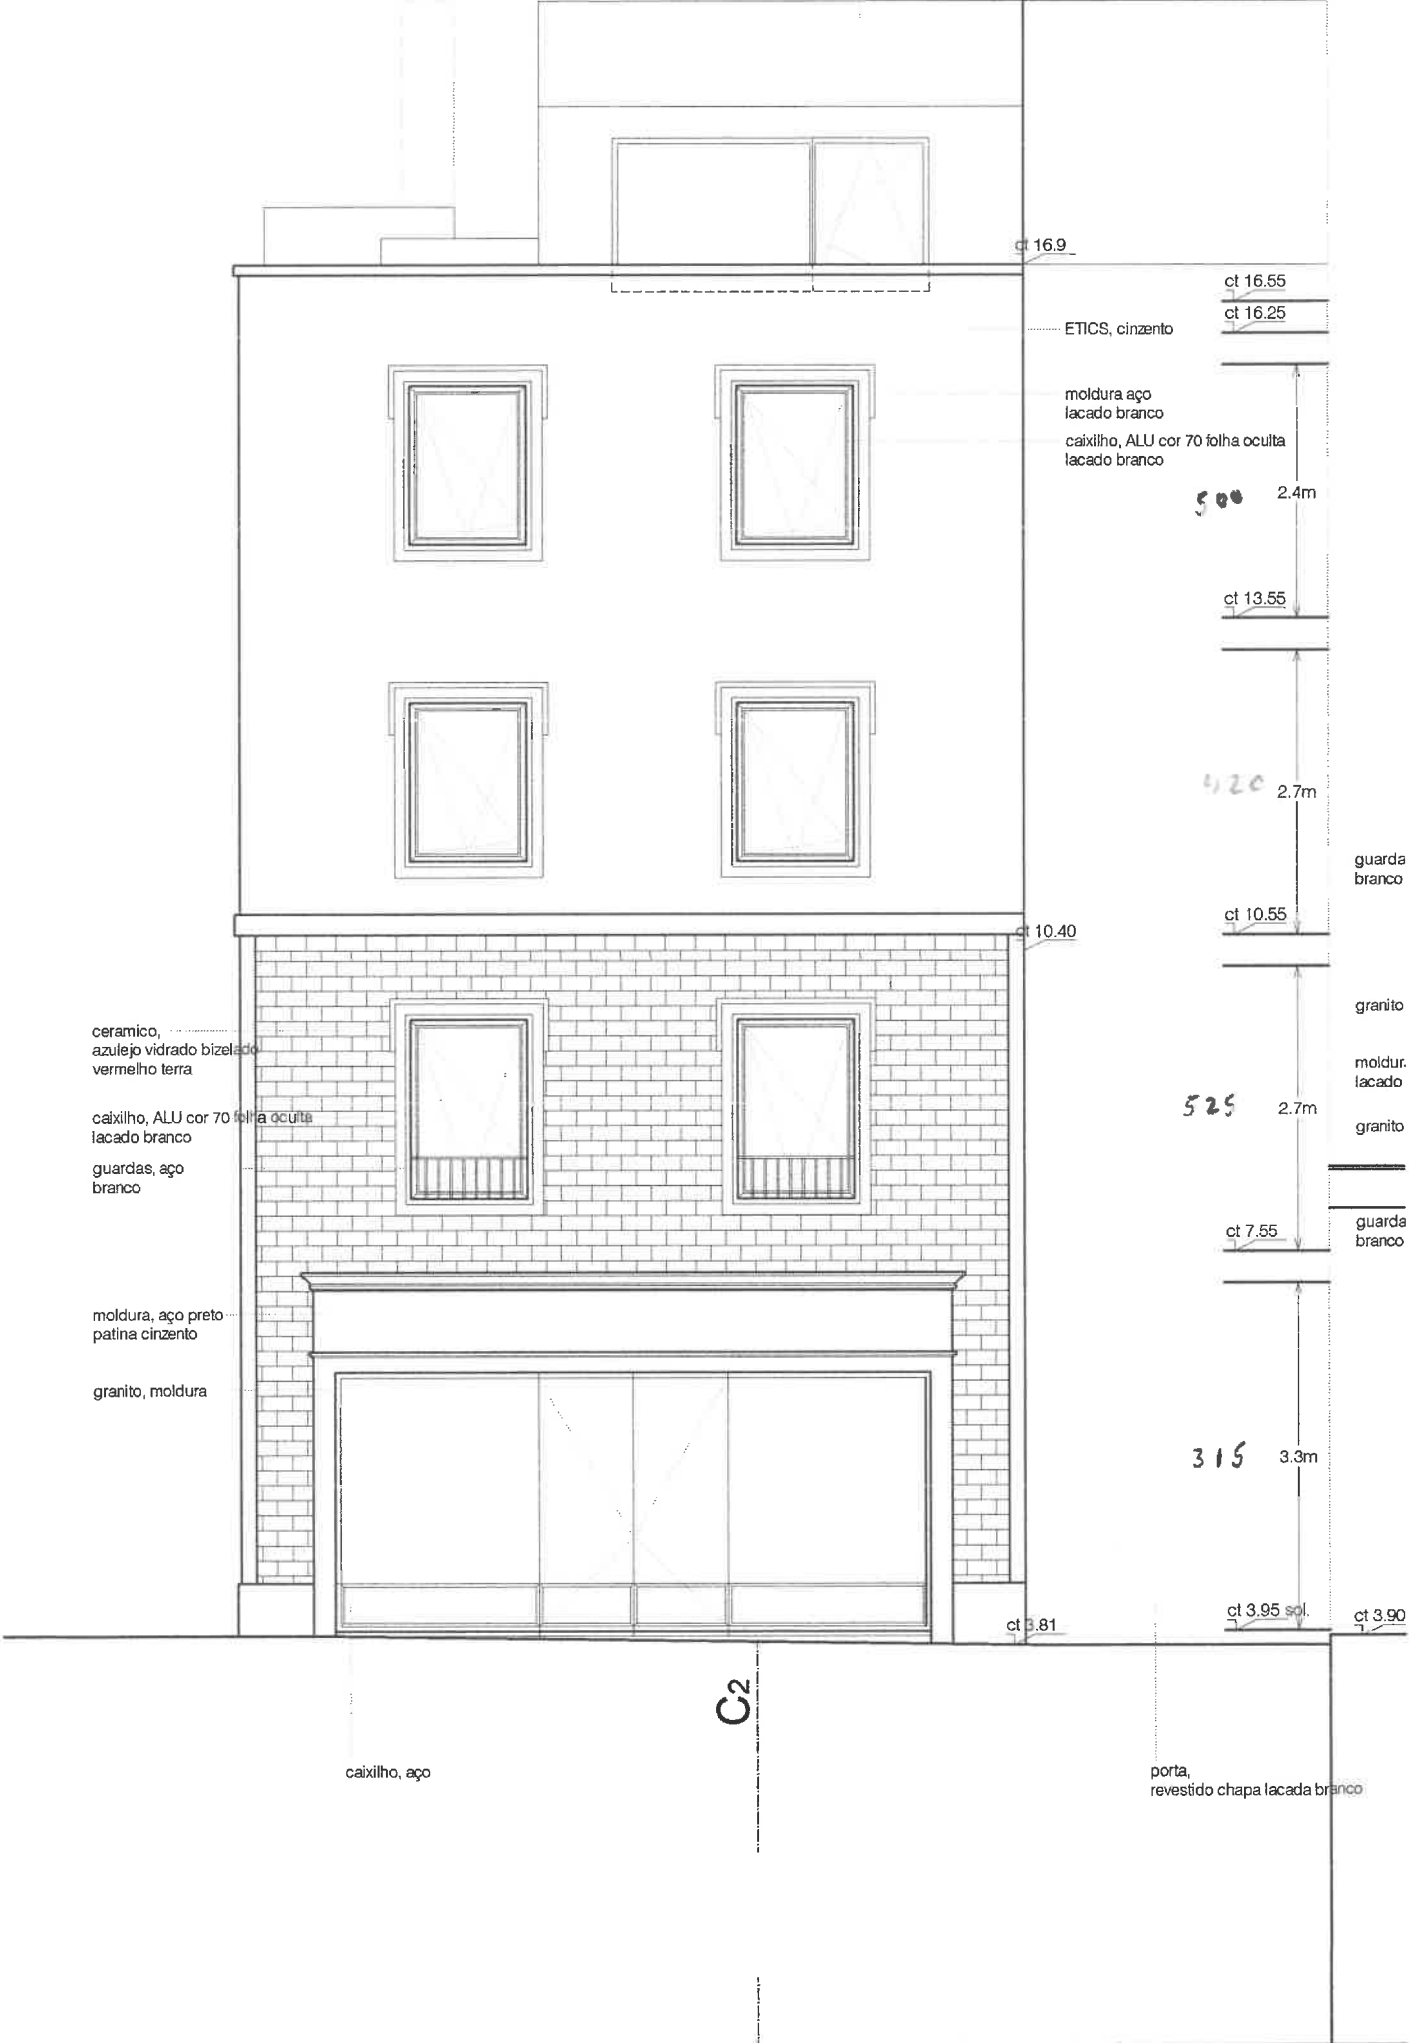 ct 16.9
ct 16.55
ct 16.25
ETICS, cinzento
moldura aço
lacado branco
caixilho, ALU cor 70 folha oculta
lacado branco
500
2.4m
ct 13.55
420
2.7m
guarda
branco
ct 10.55
ct 10.40
granito
ceramico,
azulejo vidrado bizelado
vermelho terra
moldur
lacado
caixilho, ALU cor 70 folha oculta
lacado branco
525
2.7m
granito
guardas, aço
branco
ct 7.55
guarda
branco
moldura, aço preto
patina cinzento
granito, moldura
315
3.3m
ct 3.95 sol.
ct 3.90
ct 3.81
C2
caixilho, aço
porta,
revestido chapa lacada branco